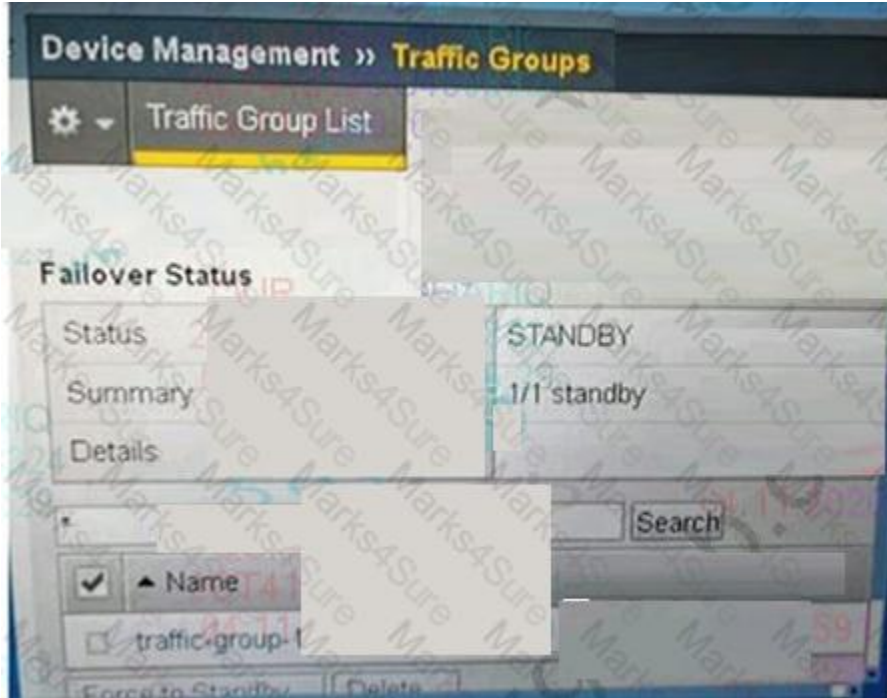 Device Management ›› Traffic Groups
Traffic Group List
Failover Status
Status STANDBY
Summary 1/1 standby
Details
* Search
Name
traffic-group-1
Force to Standby Delete
Marks4Sure